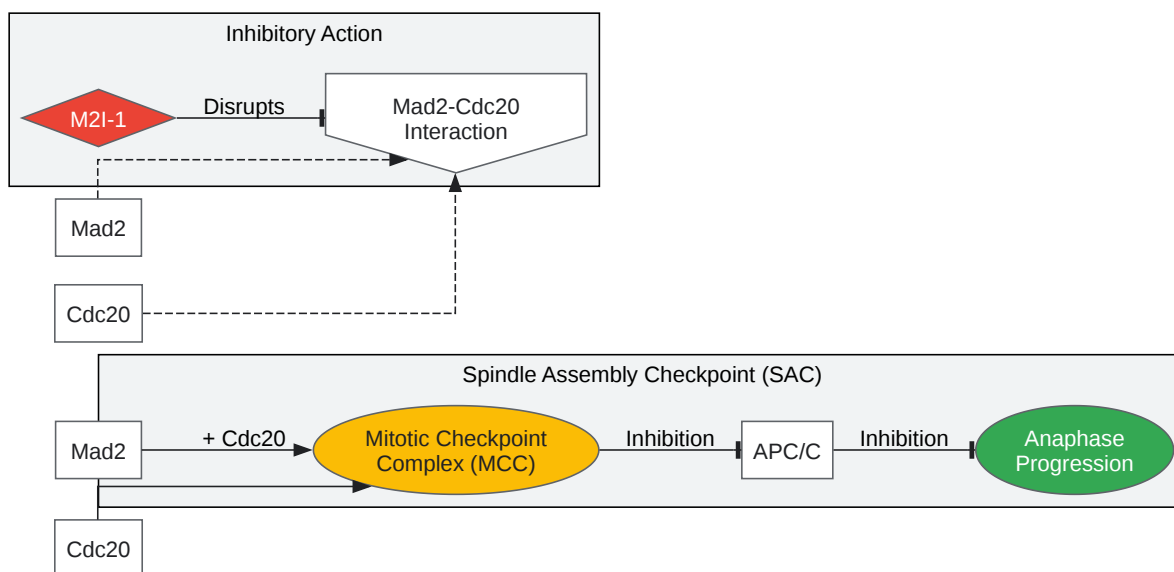 Inhibitory Action
M2I-1
Disrupts
Mad2-Cdc20
Interaction
Mad2
Cdc20
Spindle Assembly Checkpoint (SAC)
Mad2
+ Cdc20
Mitotic Checkpoint
Complex (MCC)
Inhibition
APC/C
Inhibition
Anaphase
Progression
Cdc20